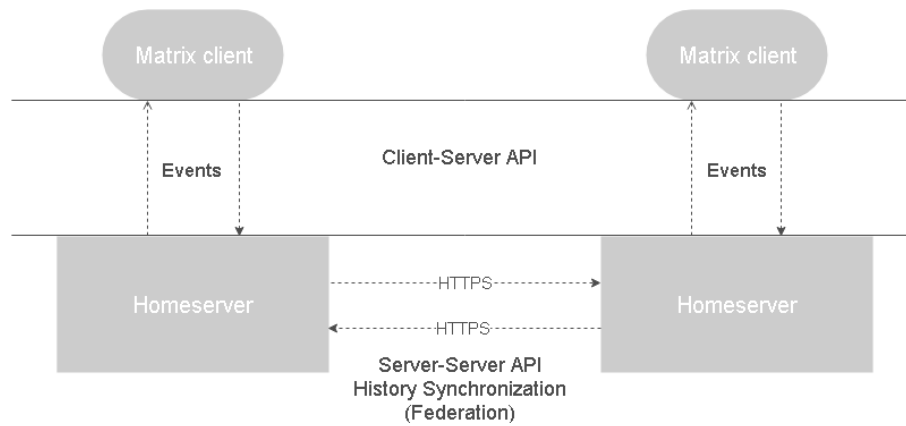 Matrix client
Matrix client
Client-Server API
Events
Events
HTTPS
Homeserver
Homeserver
HTTPS
Server-Server API
History Synchronization
(Federation)